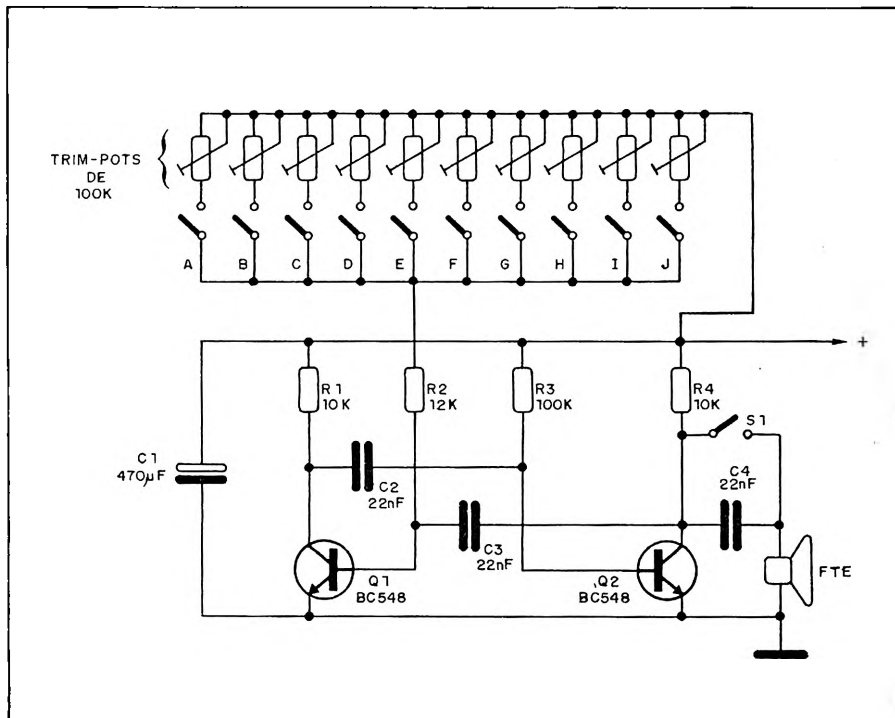 TRIM-POTS
DE
100K
A B C D E F G H I J
+
R1
10K
R2
12K
R3
100K
R4
10K
S1
C1
470µF
C2
22nF
C3
22nF
C4
22nF
Q1
BC548
Q2
BC548
FTE